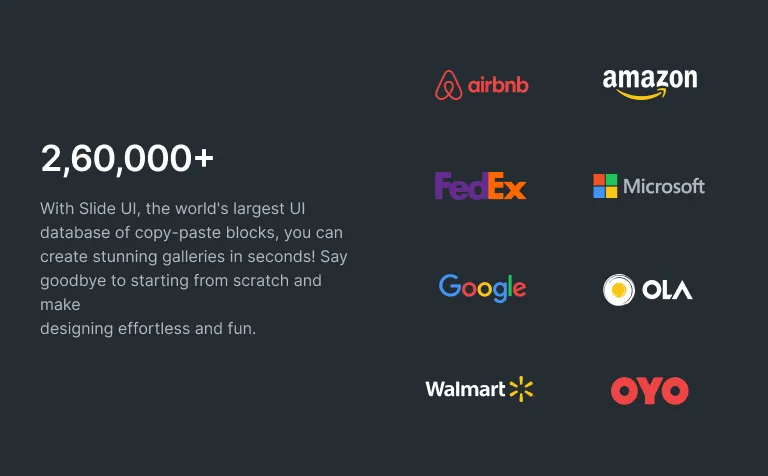 2,60,000+
With Slide UI, the world's largest UI
database of copy-paste blocks, you can
create stunning galleries in seconds! Say
goodbye to starting from scratch and
make
designing effortless and fun.
airbnb
amazon
FedEx
Microsoft
Google
OLA
Walmart
OYO